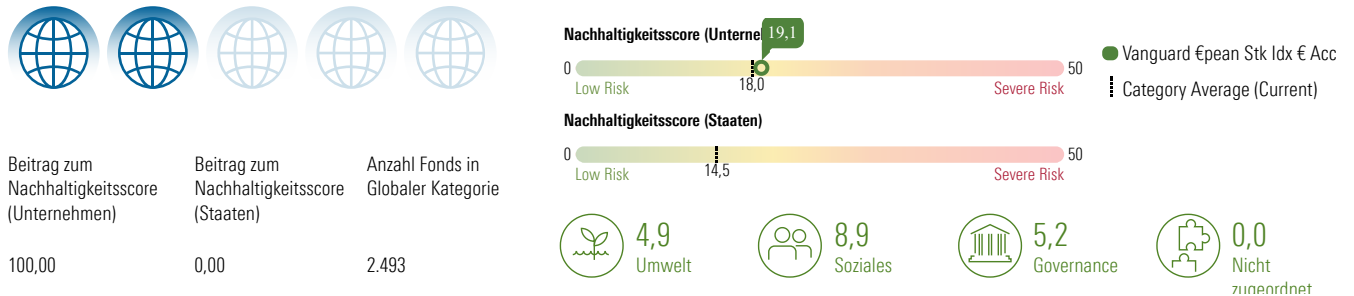 Beitrag zum
Nachhaltigkeitsscore
(Unternehmen)
100,00
Beitrag zum
Nachhaltigkeitsscore
(Staaten)
0,00
Anzahl Fonds in
Globaler Kategorie
2.493
Nachhaltigkeitsscore (Unterne
19,1
0
50
Low Risk
18,0
Severe Risk
Nachhaltigkeitsscore (Staaten)
0
50
Low Risk
14,5
Severe Risk
Vanguard €pean Stk Idx € Acc
Category Average (Current)
4,9
Umwelt
8,9
Soziales
5,2
Governance
0,0
Nicht
zugeordnet